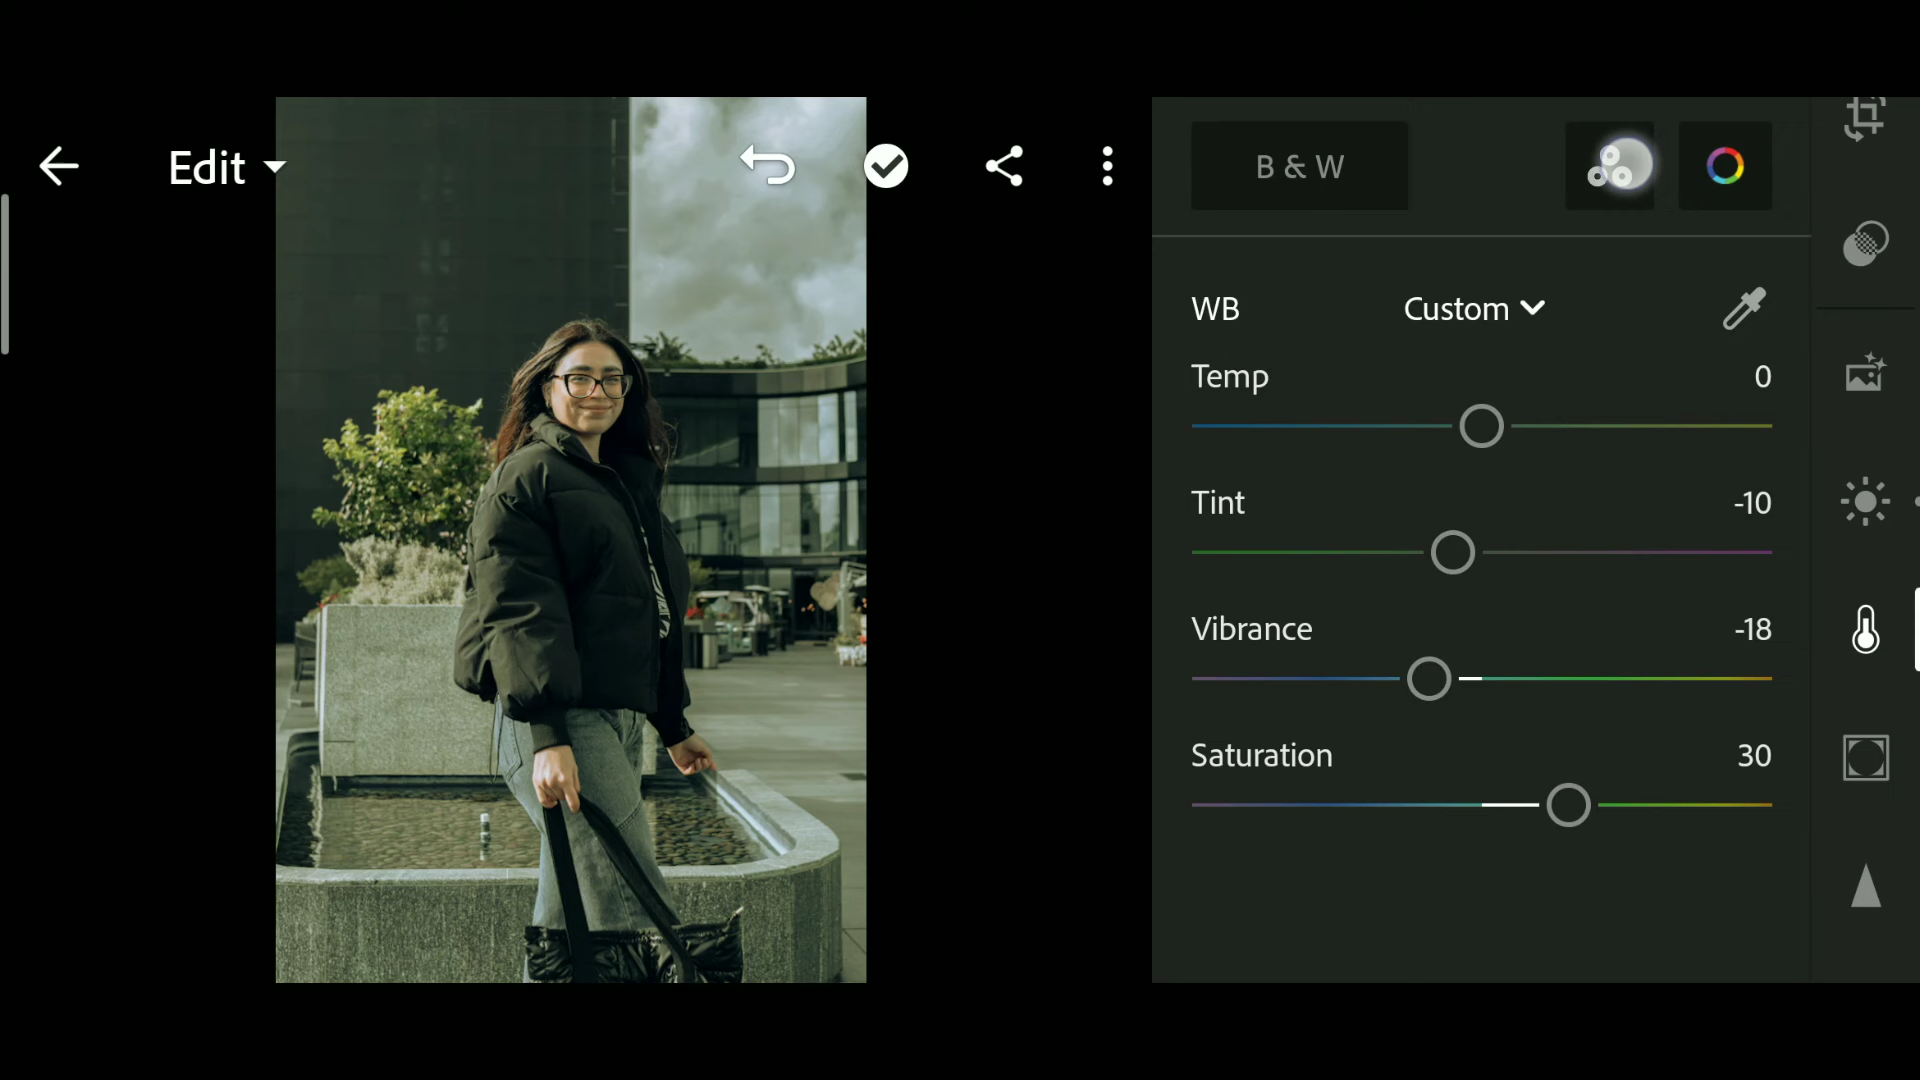 Edit
B & W
WB Custom
Temp 0
Tint -10
Vibrance -18
Saturation 30